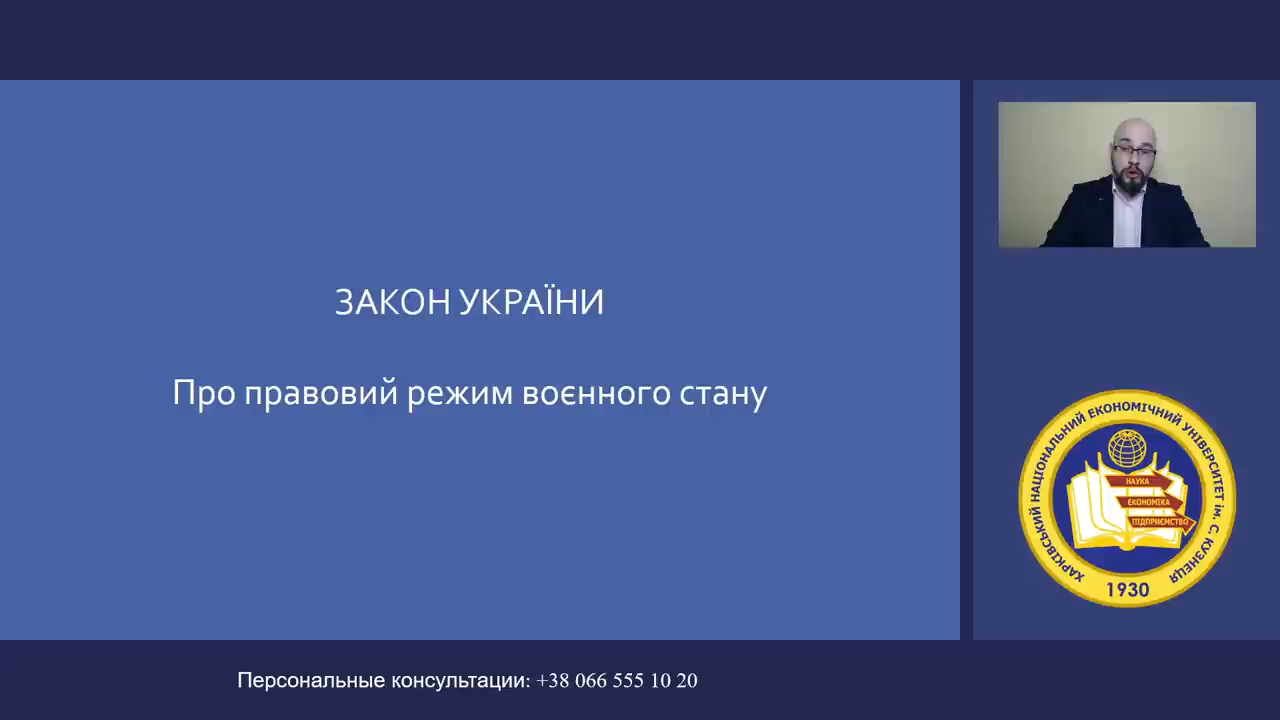 ЗАКОН УКРАЇНИ
Про правовий режим воєнного стану
ХАРКІВСЬКИЙ НАЦІОНАЛЬНИЙ ЕКОНОМІЧНИЙ УНІВЕРСИТЕТ ім. С. КУЗНЕЦЯ
НАУКА
ЕКОНОМІКА
ПІДПРИЄМСТВО
1930
Персональные консультации: +38 066 555 10 20